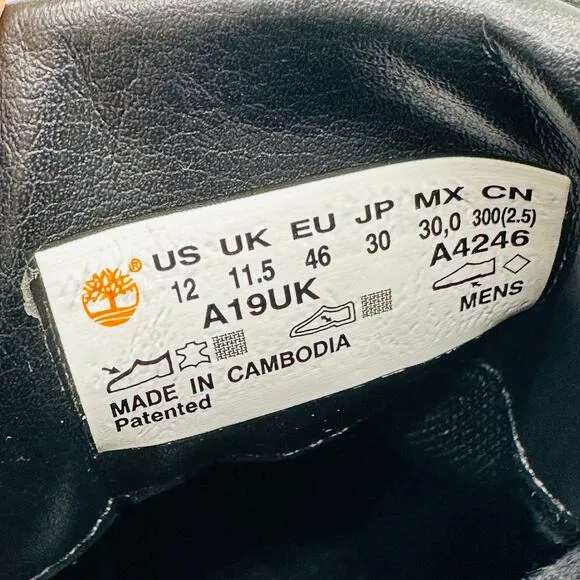 US UK EU JP MX CN
12 11.5 46 30 30,0 300(2.5)
A19UK A4246
MENS
MADE IN CAMBODIA
Patented
®